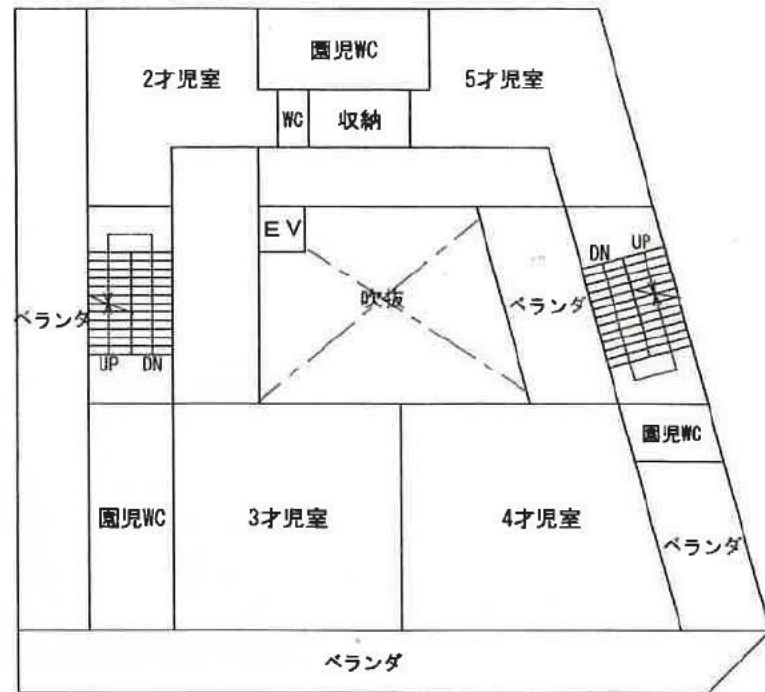 園児WC
2才児室
5才児室
WC
収納
EV
DN
UP
吹抜
ベランダ
ベランダ
UP
DN
園児WC
園児WC
3才児室
4才児室
ベランダ
ベランダ